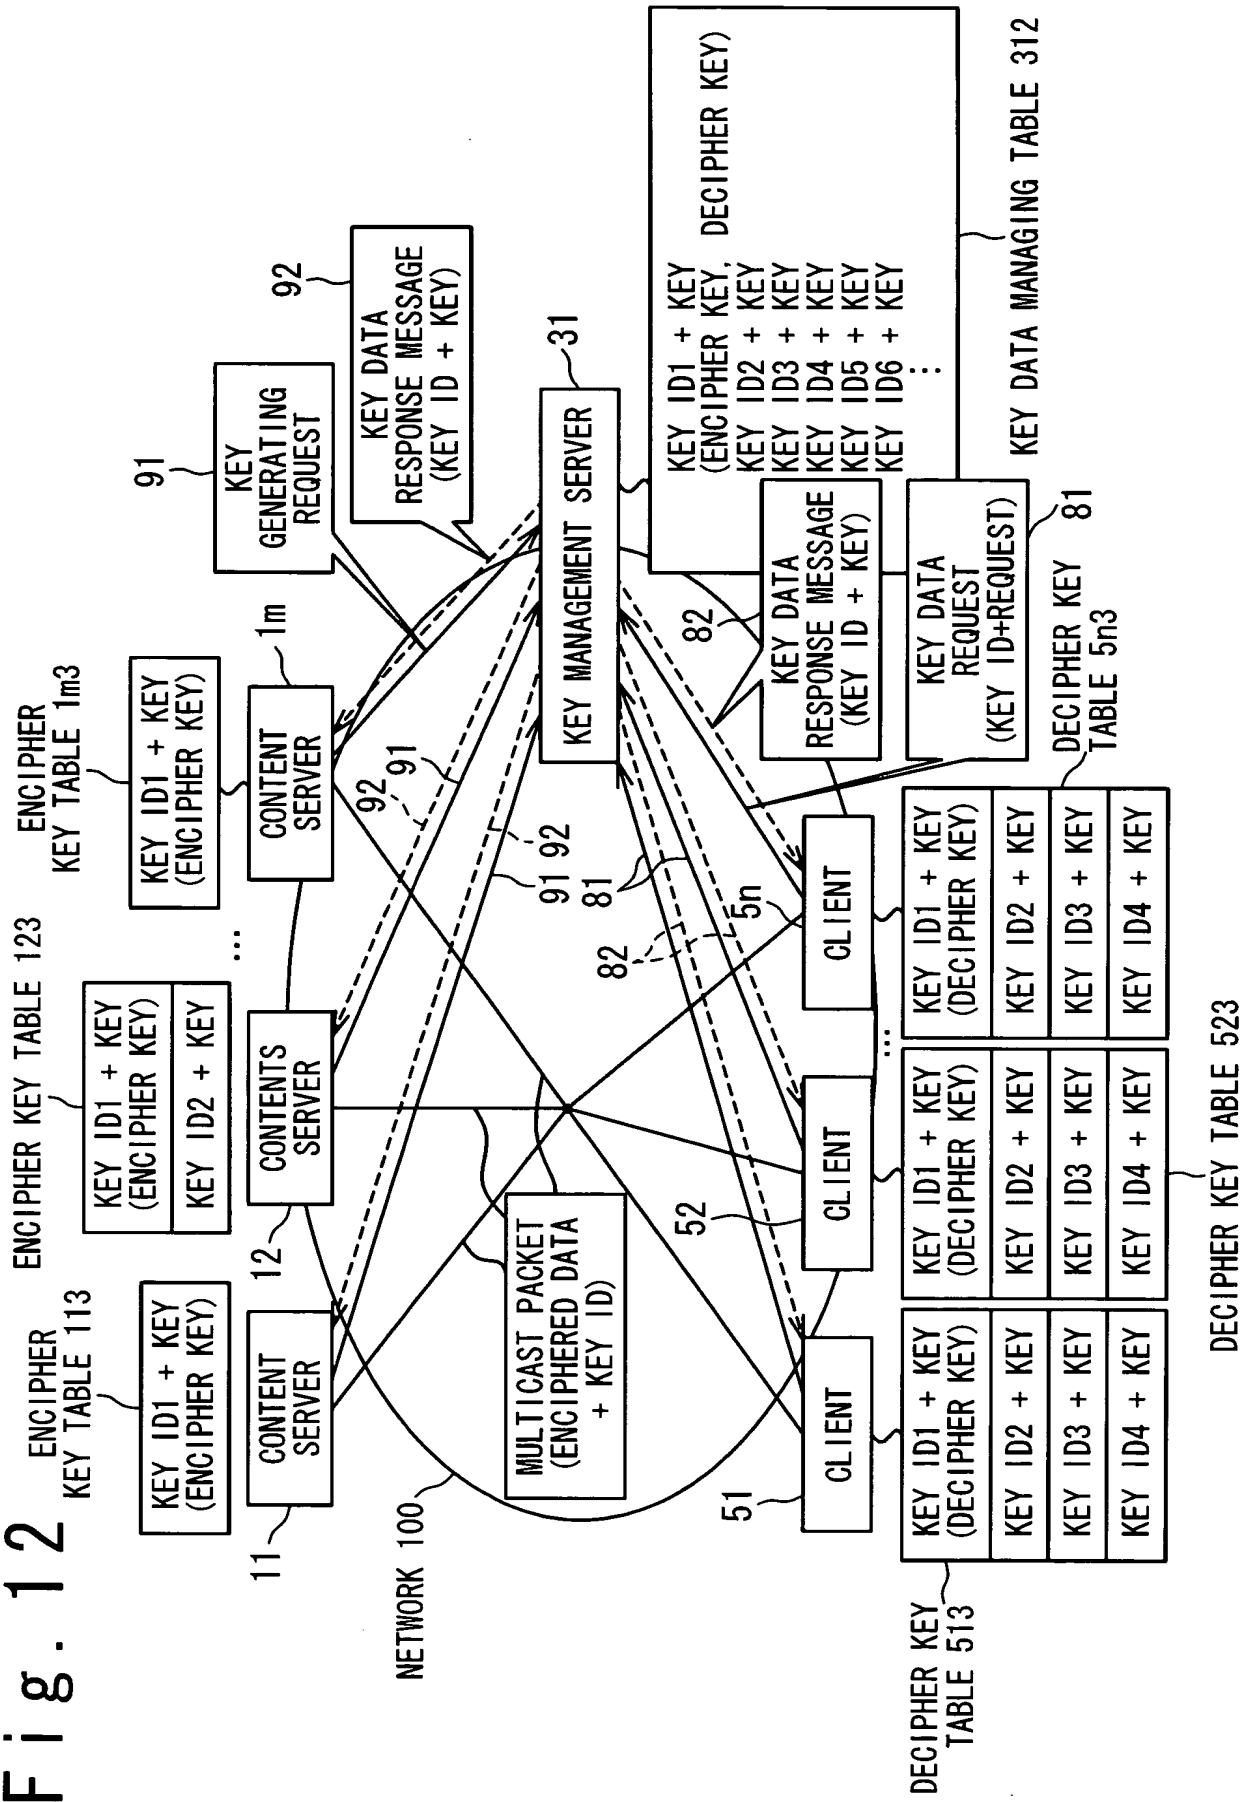 Fig. 12
ENCIPHER
KEY TABLE 113
KEY ID1 + KEY
(ENCIPHER KEY)
CONTENT
SERVER
11
ENCIPHER KEY TABLE 123
KEY ID1 + KEY
(ENCIPHER KEY)
KEY ID2 + KEY
CONTENTS
SERVER
12
...
ENCIPHER
KEY TABLE 1m3
KEY ID1 + KEY
(ENCIPHER KEY)
CONTENT
SERVER
1m
91
KEY
GENERATING
REQUEST
92
KEY DATA
RESPONSE MESSAGE
(KEY ID + KEY)
NETWORK 100
MULTICAST PACKET
(ENCIPHERED DATA
+ KEY ID)
92
91
91
92
81
82
KEY MANAGEMENT SERVER
31
KEY ID1 + KEY
(ENCIPHER KEY, DECIPHER KEY)
KEY ID2 + KEY
KEY ID3 + KEY
KEY ID4 + KEY
KEY ID5 + KEY
KEY ID6 + KEY
...
KEY DATA MANAGING TABLE 312
82
KEY DATA
RESPONSE MESSAGE
(KEY ID + KEY)
KEY DATA
REQUEST
(KEY ID+REQUEST)
81
51
CLIENT
52
CLIENT
...
5n
CLIENT
KEY ID1 + KEY
(DECIPHER KEY)
KEY ID2 + KEY
KEY ID3 + KEY
KEY ID4 + KEY
DECIPHER KEY
TABLE 513
KEY ID1 + KEY
(DECIPHER KEY)
KEY ID2 + KEY
KEY ID3 + KEY
KEY ID4 + KEY
DECIPHER KEY TABLE 523
KEY ID1 + KEY
(DECIPHER KEY)
KEY ID2 + KEY
KEY ID3 + KEY
KEY ID4 + KEY
DECIPHER KEY
TABLE 5n3